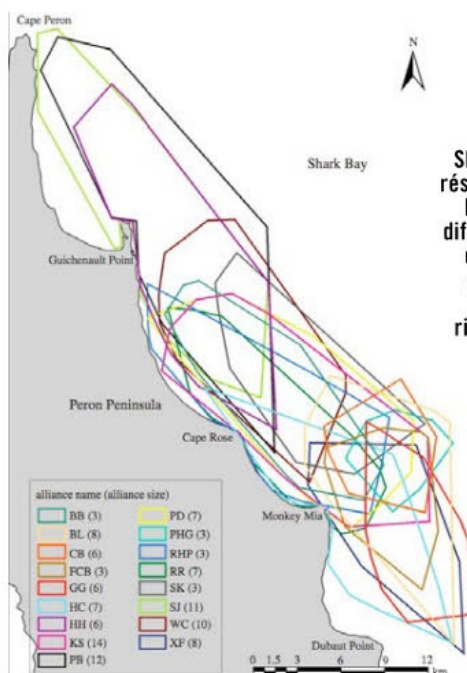 Cape Peron
N
Shark Bay
Guichenault Point
Peron Peninsula
Cape Rose
Monkey Mia
Dubaut Point
alliance name (alliance size)
BB (3) PD (7)
BL (8) PHG (3)
CB (6) RHP (3)
FCB (3) RR (7)
GG (6) SK (3)
HC (7) SJ (11)
HH (6) WC (10)
KS (14) XF (8)
PB (12)
0 1.5 3 6 9 12
km